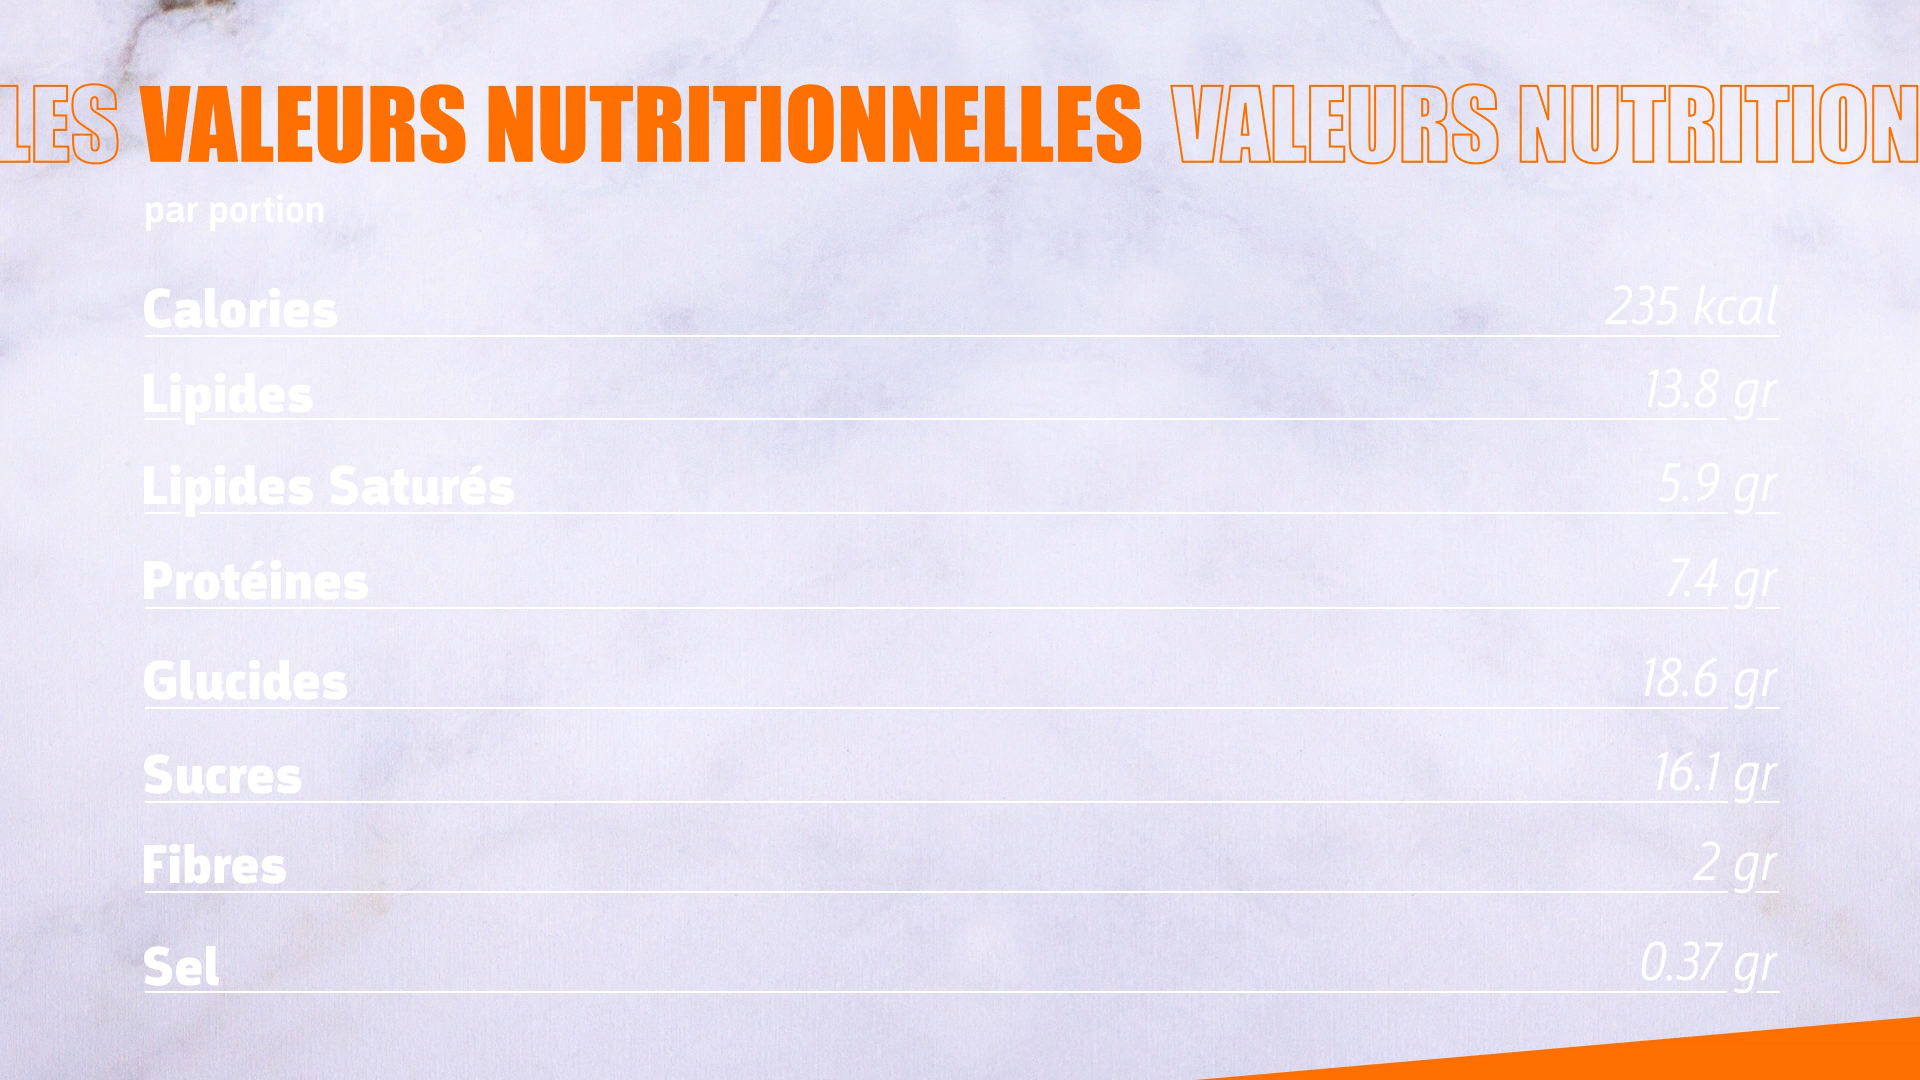 LES VALEURS NUTRITIONNELLES VALEURS NUTRITION
par portion
Calories 235 kcal
Lipides 13.8 gr
Lipides Saturés 5.9 gr
Protéines 7.4 gr
Glucides 18.6 gr
Sucres 16.1 gr
Fibres 2 gr
Sel 0.37 gr